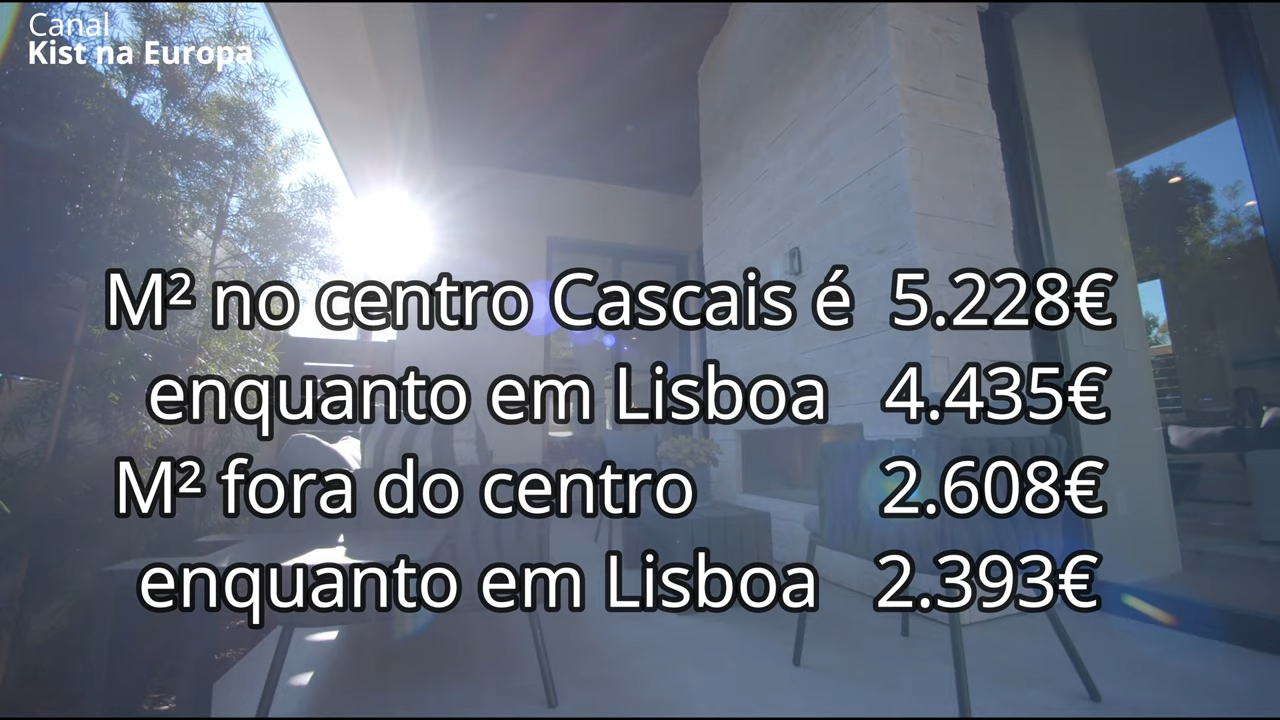 Canal
Kist na Europa
M² no centro Cascais é 5.228€
enquanto em Lisboa 4.435€
M² fora do centro 2.608€
enquanto em Lisboa 2.393€